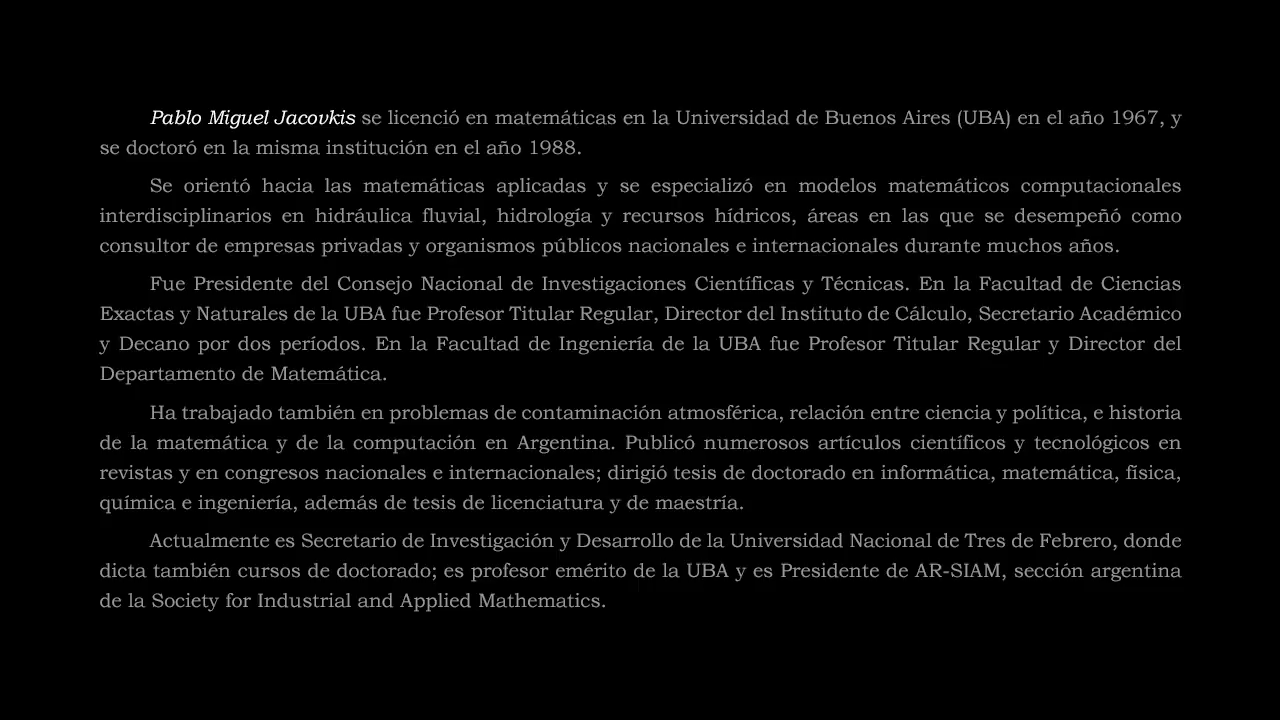 Pablo Miguel Jacovkis se licenció en matemáticas en la Universidad de Buenos Aires (UBA) en el año 1967, y
se doctoró en la misma institución en el año 1988.
Se orientó hacia las matemáticas aplicadas y se especializó en modelos matemáticos computacionales
interdisciplinarios en hidráulica fluvial, hidrología y recursos hídricos, áreas en las que se desempeñó como
consultor de empresas privadas y organismos públicos nacionales e internacionales durante muchos años.
Fue Presidente del Consejo Nacional de Investigaciones Científicas y Técnicas. En la Facultad de Ciencias
Exactas y Naturales de la UBA fue Profesor Titular Regular, Director del Instituto de Cálculo, Secretario Académico
y Decano por dos períodos. En la Facultad de Ingeniería de la UBA fue Profesor Titular Regular y Director del
Departamento de Matemática.
Ha trabajado también en problemas de contaminación atmosférica, relación entre ciencia y política, e historia
de la matemática y de la computación en Argentina. Publicó numerosos artículos científicos y tecnológicos en
revistas y en congresos nacionales e internacionales; dirigió tesis de doctorado en informática, matemática, física,
química e ingeniería, además de tesis de licenciatura y de maestría.
Actualmente es Secretario de Investigación y Desarrollo de la Universidad Nacional de Tres de Febrero, donde
dicta también cursos de doctorado; es profesor emérito de la UBA y es Presidente de AR-SIAM, sección argentina
de la Society for Industrial and Applied Mathematics.